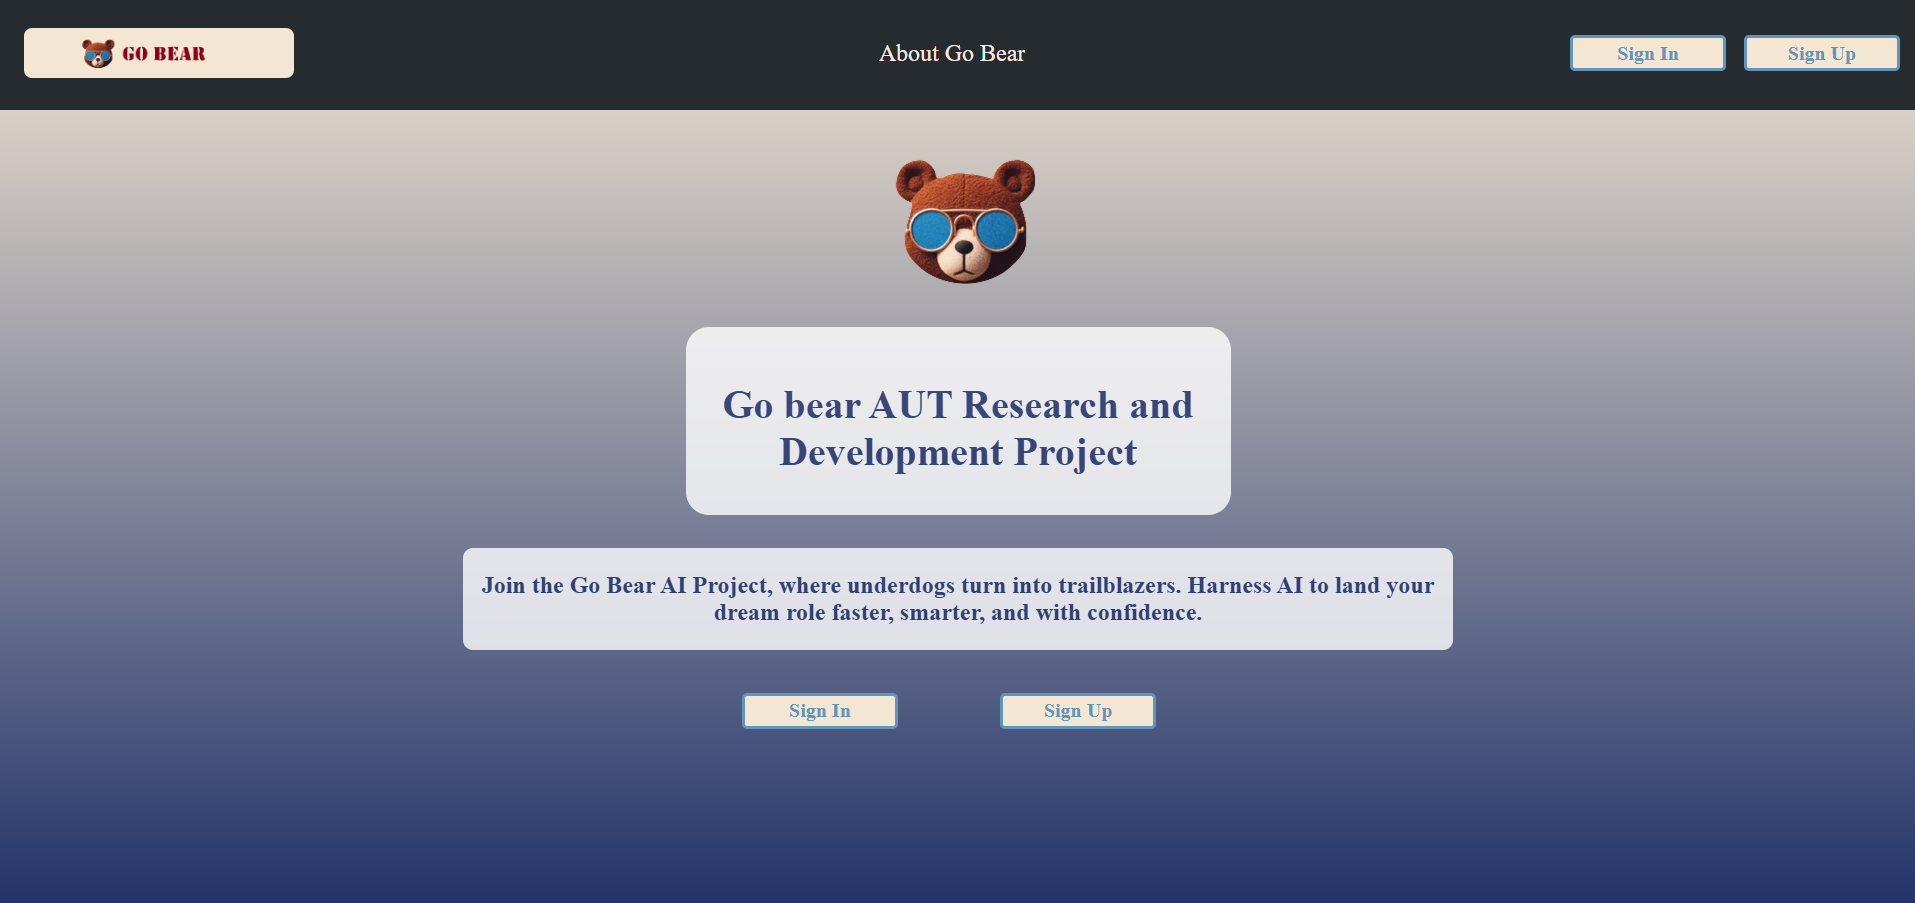 GO BEAR
About Go Bear
Sign In
Sign Up
Go bear AUT Research and
Development Project
Join the Go Bear AI Project, where underdogs turn into trailblazers. Harness AI to land your
dream role faster, smarter, and with confidence.
Sign In
Sign Up